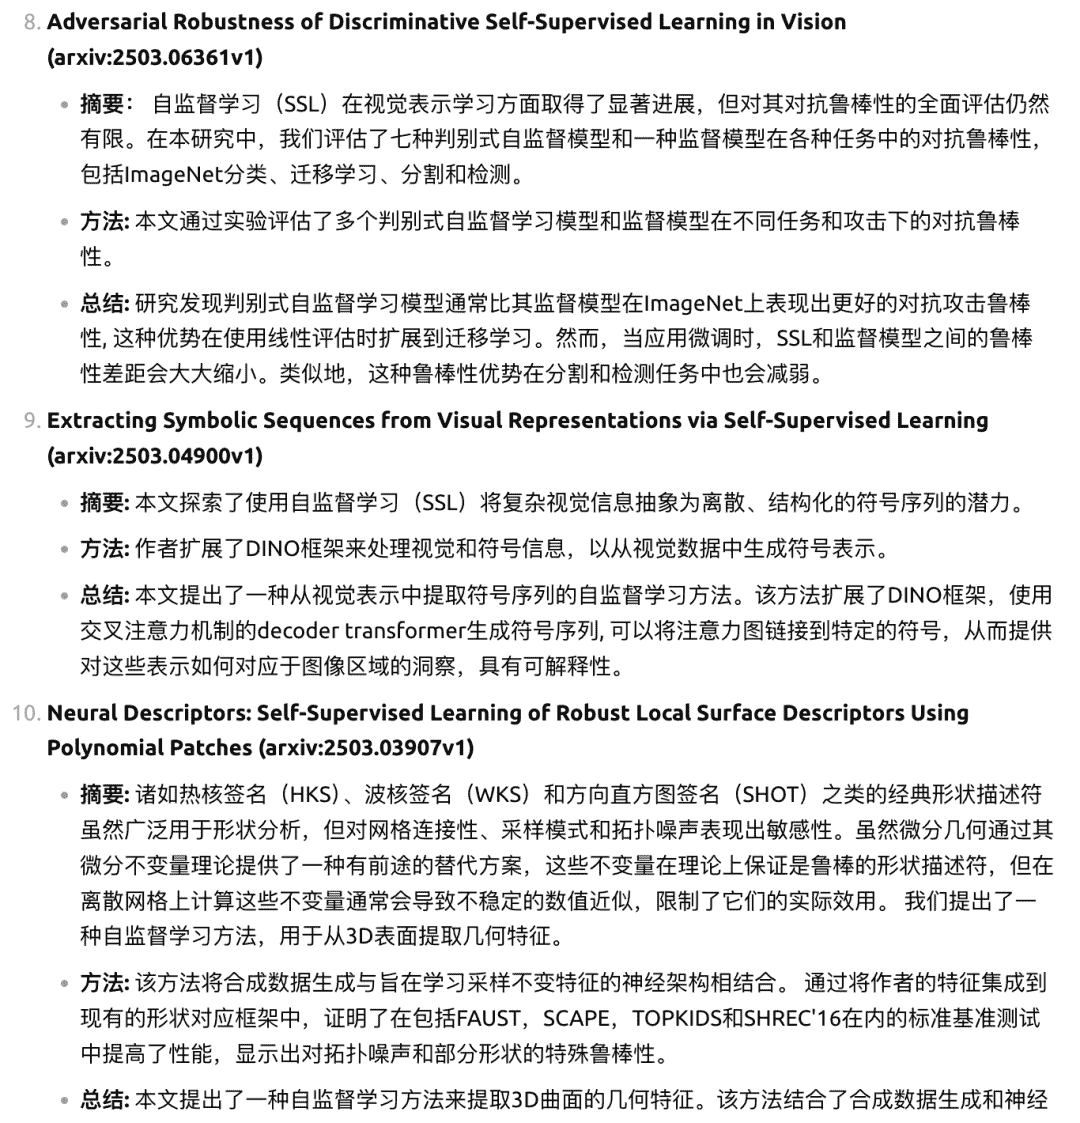 8. Adversarial Robustness of Discriminative Self-Supervised Learning in Vision
(arxiv:2503.06361v1)
• 摘要： 自监督学习（SSL）在视觉表示学习方面取得了显著进展，但对其对抗鲁棒性的全面评估仍然
有限。在本研究中，我们评估了七种判别式自监督模型和一种监督模型在各种任务中的对抗鲁棒性，
包括ImageNet分类、迁移学习、分割和检测。
• 方法: 本文通过实验评估了多个判别式自监督学习模型和监督模型在不同任务和攻击下的对抗鲁棒
性。
• 总结: 研究发现判别式自监督学习模型通常比其监督模型在ImageNet上表现出更好的对抗攻击鲁棒
性, 这种优势在使用线性评估时扩展到迁移学习。然而，当应用微调时，SSL和监督模型之间的鲁棒
性差距会大大缩小。类似地，这种鲁棒性优势在分割和检测任务中也会减弱。
9. Extracting Symbolic Sequences from Visual Representations via Self-Supervised Learning
(arxiv:2503.04900v1)
• 摘要: 本文探索了使用自监督学习（SSL）将复杂视觉信息抽象为离散、结构化的符号序列的潜力。
• 方法: 作者扩展了DINO框架来处理视觉和符号信息，以从视觉数据中生成符号表示。
• 总结: 本文提出了一种从视觉表示中提取符号序列的自监督学习方法。该方法扩展了DINO框架，使用
交叉注意力机制的decoder transformer生成符号序列, 可以将注意力图链接到特定的符号，从而提供
对这些表示如何对应于图像区域的洞察，具有可解释性。
10. Neural Descriptors: Self-Supervised Learning of Robust Local Surface Descriptors Using
Polynomial Patches (arxiv:2503.03907v1)
• 摘要: 诸如热核签名（HKS）、波核签名（WKS）和方向直方图签名（SHOT）之类的经典形状描述符
虽然广泛用于形状分析，但对网格连接性、采样模式和拓扑噪声表现出敏感性。虽然微分几何通过其
微分不变量理论提供了一种有前途的替代方案，这些不变量在理论上保证是鲁棒的形状描述符，但在
离散网格上计算这些不变量通常会导致不稳定的数值近似，限制了它们的实际效用。 我们提出了一
种自监督学习方法，用于从3D表面提取几何特征。
• 方法: 该方法将合成数据生成与旨在学习采样不变特征的神经架构相结合。 通过将作者的特征集成到
现有的形状对应框架中，证明了在包括FAUST，SCAPE，TOPKIDS和SHREC'16在内的标准基准测试
中提高了性能，显示出对拓扑噪声和部分形状的特殊鲁棒性。
• 总结: 本文提出了一种自监督学习方法来提取3D曲面的几何特征。该方法结合了合成数据生成和神经